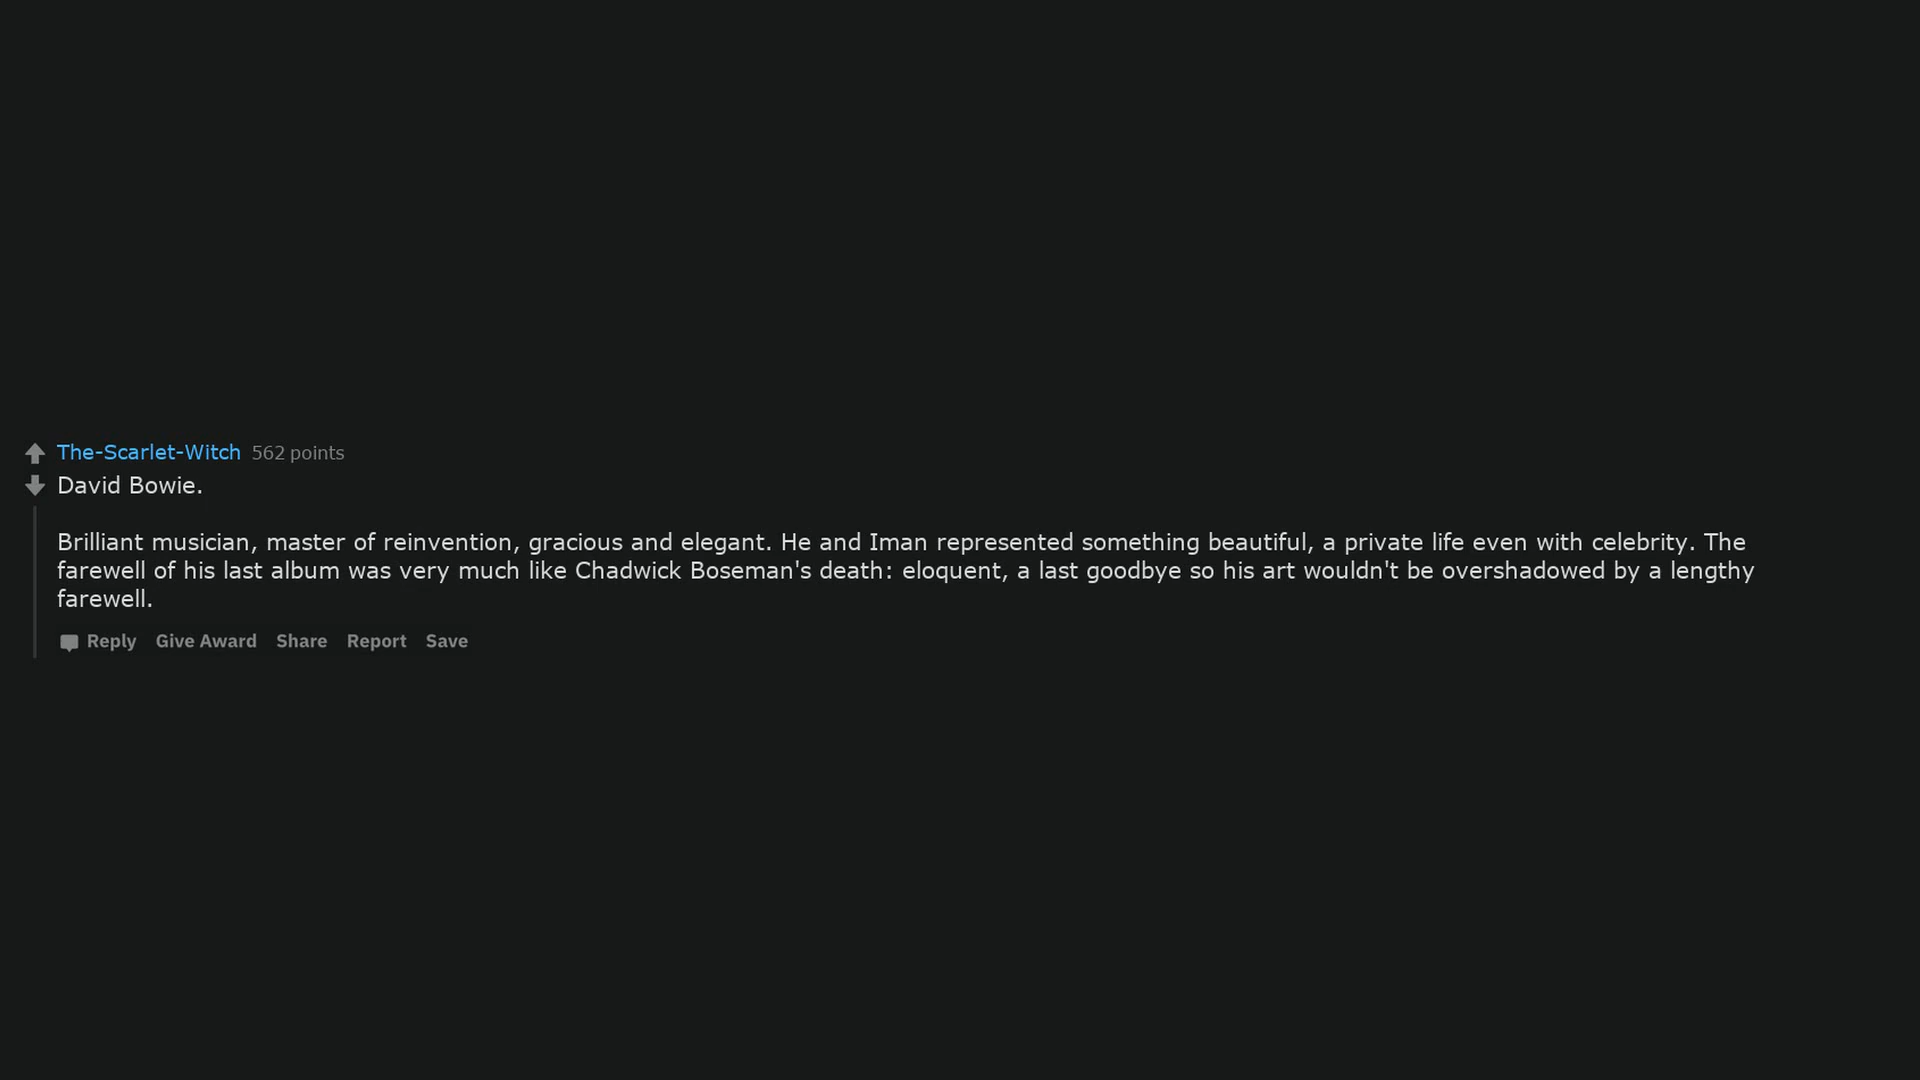 The-Scarlet-Witch 562 points
David Bowie.
Brilliant musician, master of reinvention, gracious and elegant. He and Iman represented something beautiful, a private life even with celebrity. The
farewell of his last album was very much like Chadwick Boseman's death: eloquent, a last goodbye so his art wouldn't be overshadowed by a lengthy
farewell.
Reply Give Award Share Report Save